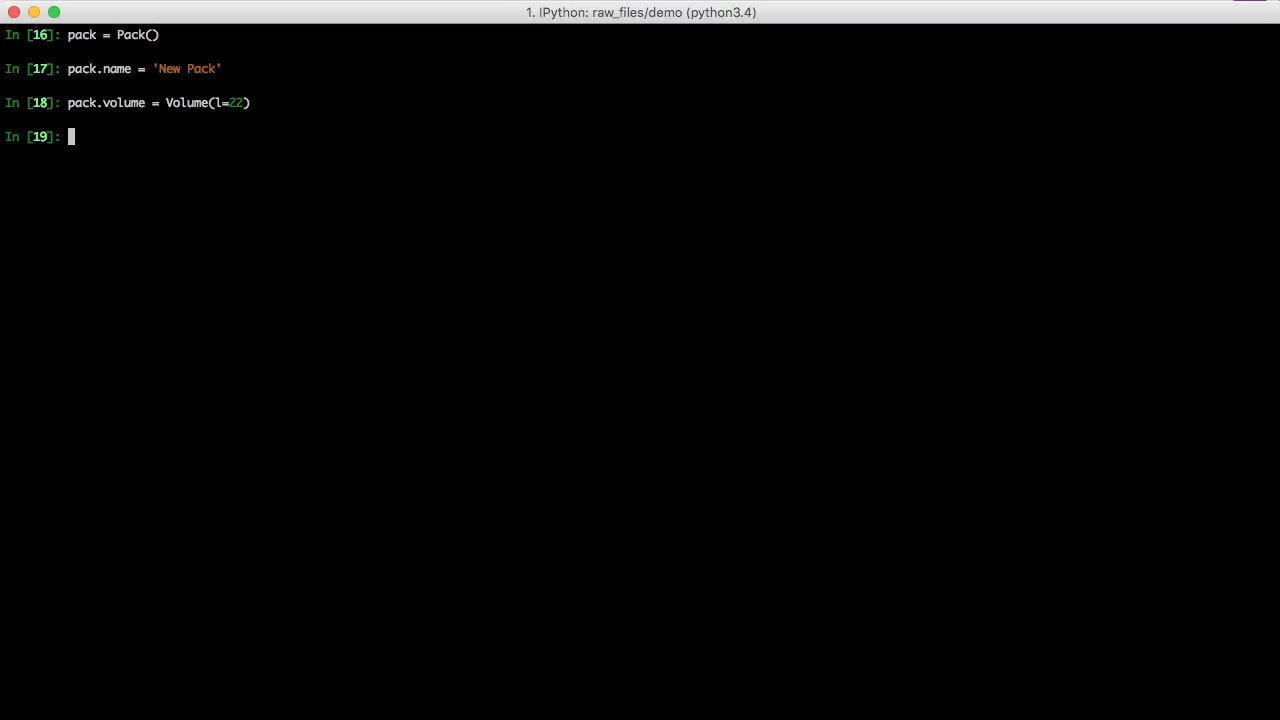 1. IPython: raw_files/demo (python3.4)
In [16]: pack = Pack()
In [17]: pack.name = 'New Pack'
In [18]: pack.volume = Volume(l=22)
In [19]: